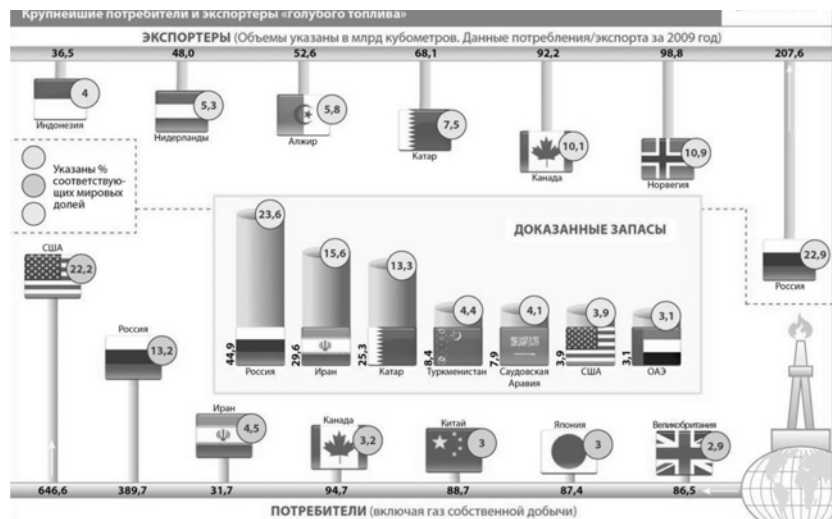 Крупнейшие потребители и экспортеры «голубого топлива»
ЭКСПОРТЕРЫ (Объемы указаны в млрд кубометров. Данные потребления/экспорта за 2009 год)
36,5 48,0 52,6 68,1 92,2 98,8 207,6
4
Индонезия
5,3
Нидерланды
5,8
Алжир
7,5
Катар
10,1
Канада
10,9
Норвегия
22,9
Россия
Указаны %
соответствую-
щих мировых
долей
ДОКАЗАННЫЕ ЗАПАСЫ
23,6 15,6 13,3 4,4 4,1 3,9 3,1
44,9 29,6 25,3 8,4 7,9 3,9 3,1
Россия Иран Катар Туркменистан Саудовская США ОАЭ
Аравия
США
22,2
Россия
13,2
Иран
4,5
Канада
3,2
Китай
3
Япония
3
Великобритания
2,9
646,6 389,7 31,7 94,7 88,7 87,4 86,5
ПОТРЕБИТЕЛИ (включая газ собственной добычи)